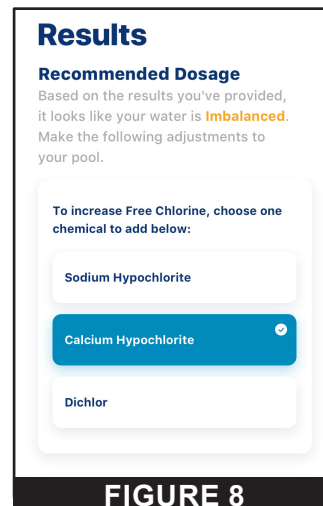 Results
Recommended Dosage
Based on the results you've provided,
it looks like your water is Imbalanced.
Make the following adjustments to
your pool.
To increase Free Chlorine, choose one
chemical to add below:
Sodium Hypochlorite
Calcium Hypochlorite
Dichlor
FIGURE 8